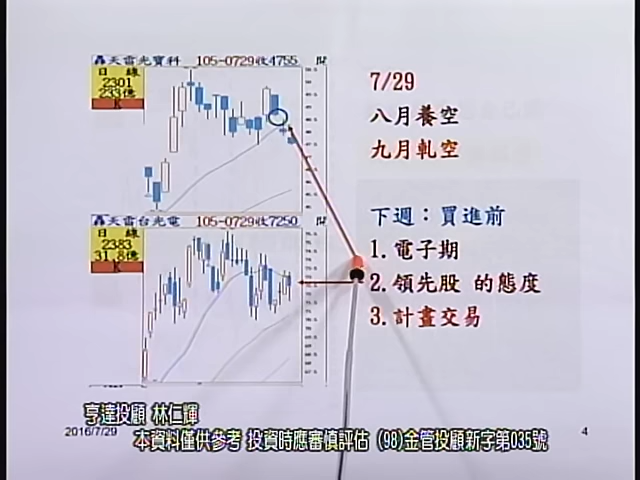 天雷光寶科 105-0729收4755
日 線
2301
233億
K
天雷台光電 105-0729收7250
日 線
2383
31.8億
K
7/29
八月養空
九月軋空
下週：買進前
1.電子期
2.領先股 的態度
3.計畫交易
亨達投顧 林仁輝
2016/7/29
本資料僅供參考 投資時應審慎評估 (98)金管投顧新字第035號
4